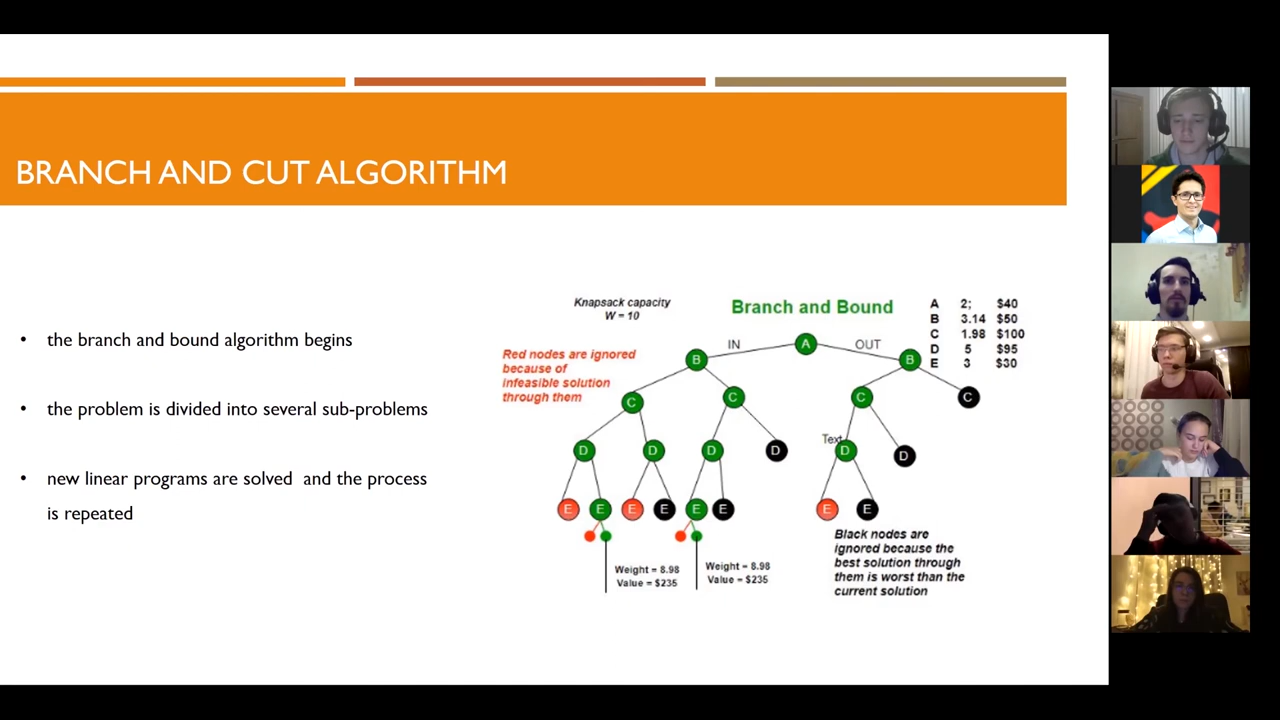 BRANCH AND CUT ALGORITHM
• the branch and bound algorithm begins
• the problem is divided into several sub-problems
• new linear programs are solved and the process
is repeated
Knapsack capacity
W = 10
Branch and Bound
A 2; $40
B 3.14 $50
C 1.98 $100
D 5 $95
E 3 $30
Red nodes are ignored
because of
infeasible solution
through them
IN
OUT
A
B
B
C
C
C
C
Text
D
D
D
D
D
D
E
E
E
E
E
E
E
E
Weight = 8.98
Value = $235
Weight = 8.98
Value = $235
Black nodes are
ignored because the
best solution through
them is worst than the
current solution